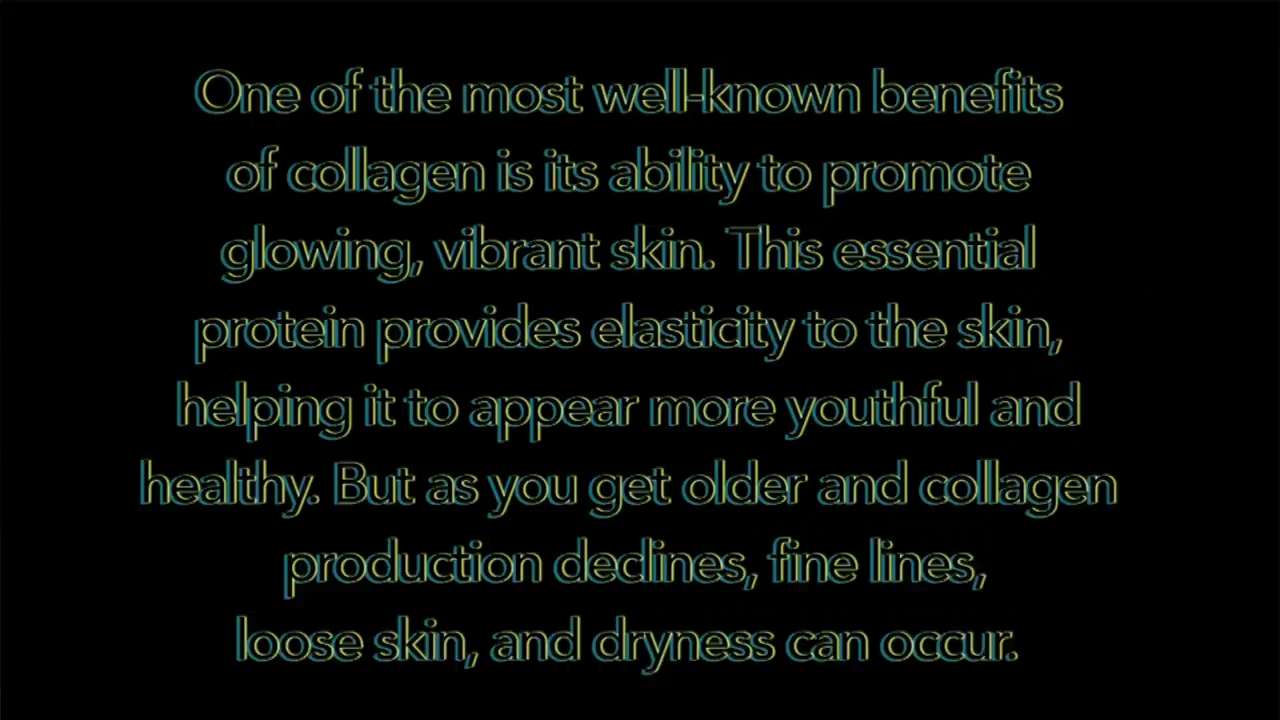 One of the most well-known benefits
of collagen is its ability to promote
glowing, vibrant skin. This essential
protein provides elasticity to the skin,
helping it to appear more youthful and
healthy. But as you get older and collagen
production declines, fine lines,
loose skin, and dryness can occur.